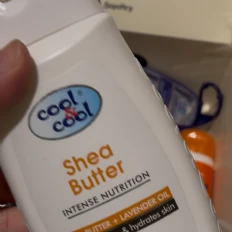 cool
&
cool
Shea
Butter
INTENSE NUTRITION
BUTTER + LAVENDER OIL
& hydrates skin